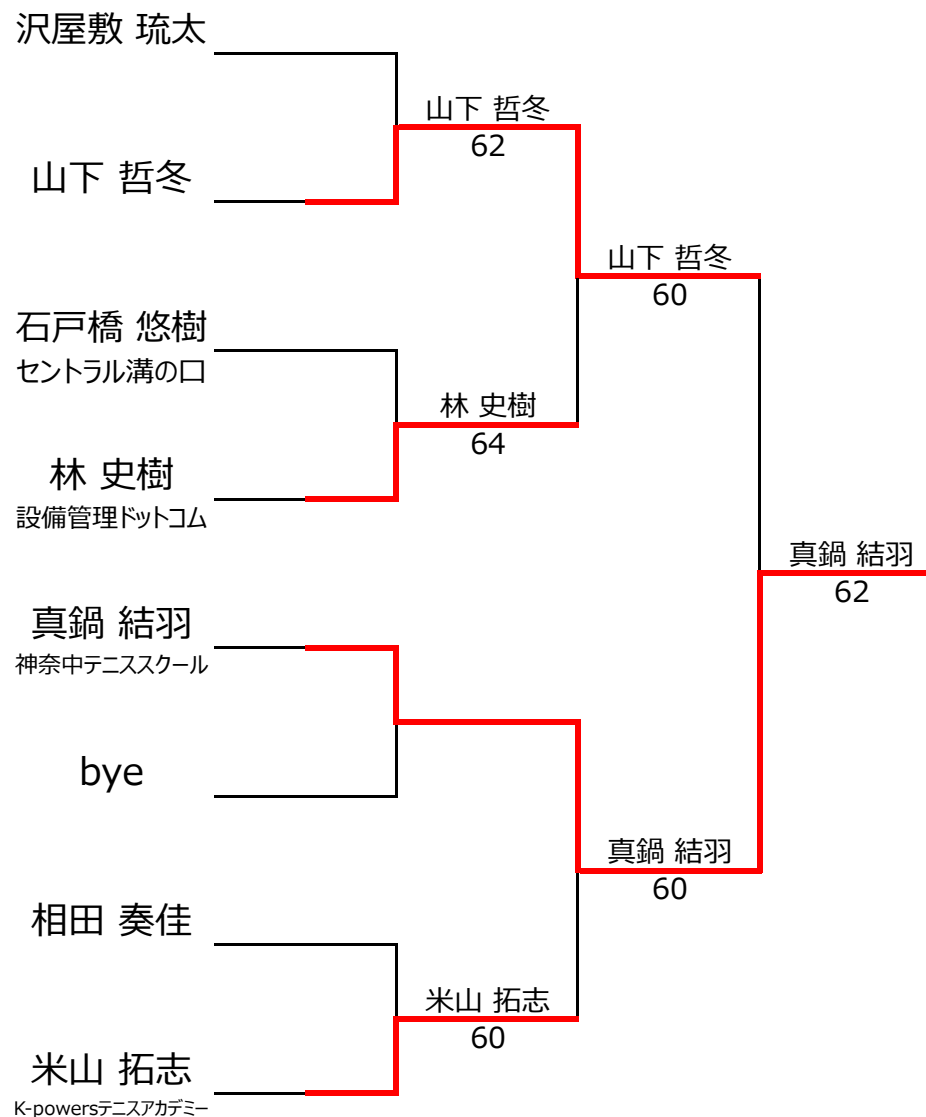 沢屋敷 琉太
山下 哲冬
62
山下 哲冬
山下 哲冬
60
石戸橋 悠樹
セントラル溝の口
林 史樹
64
林 史樹
設備管理ドットコム
真鍋 結羽
62
真鍋 結羽
神奈中テニススクール
bye
真鍋 結羽
60
相田 奏佳
米山 拓志
60
米山 拓志
K-powersテニスアカデミー